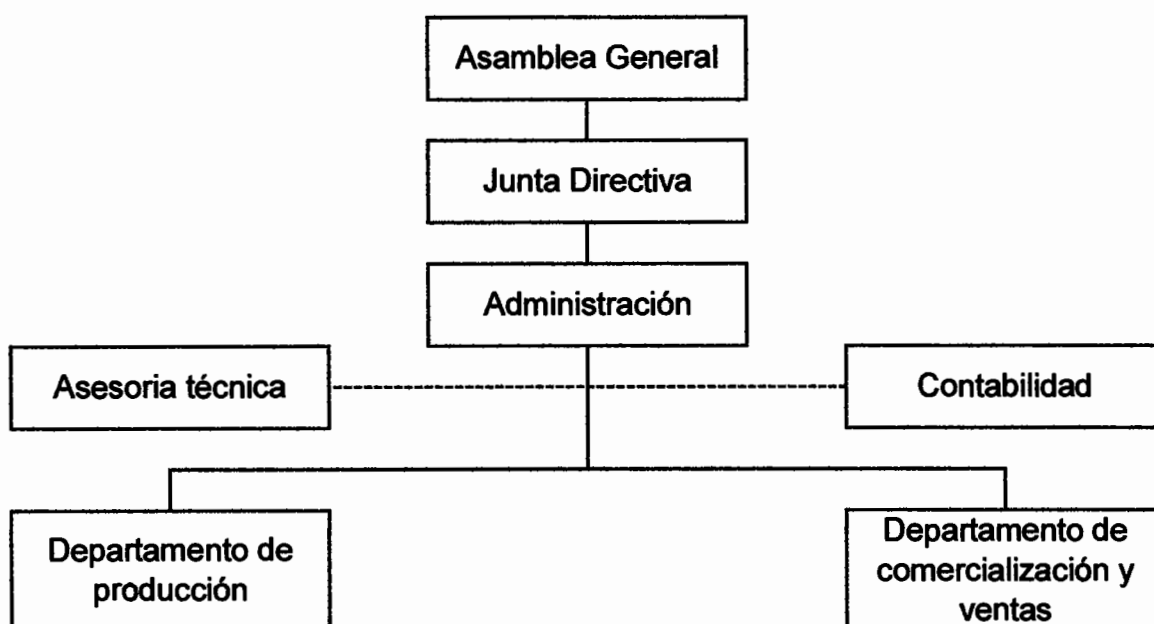 Asamblea General
Junta Directiva
Administración
Asesoria técnica
Contabilidad
Departamento de
producción
Departamento de
comercialización y
ventas